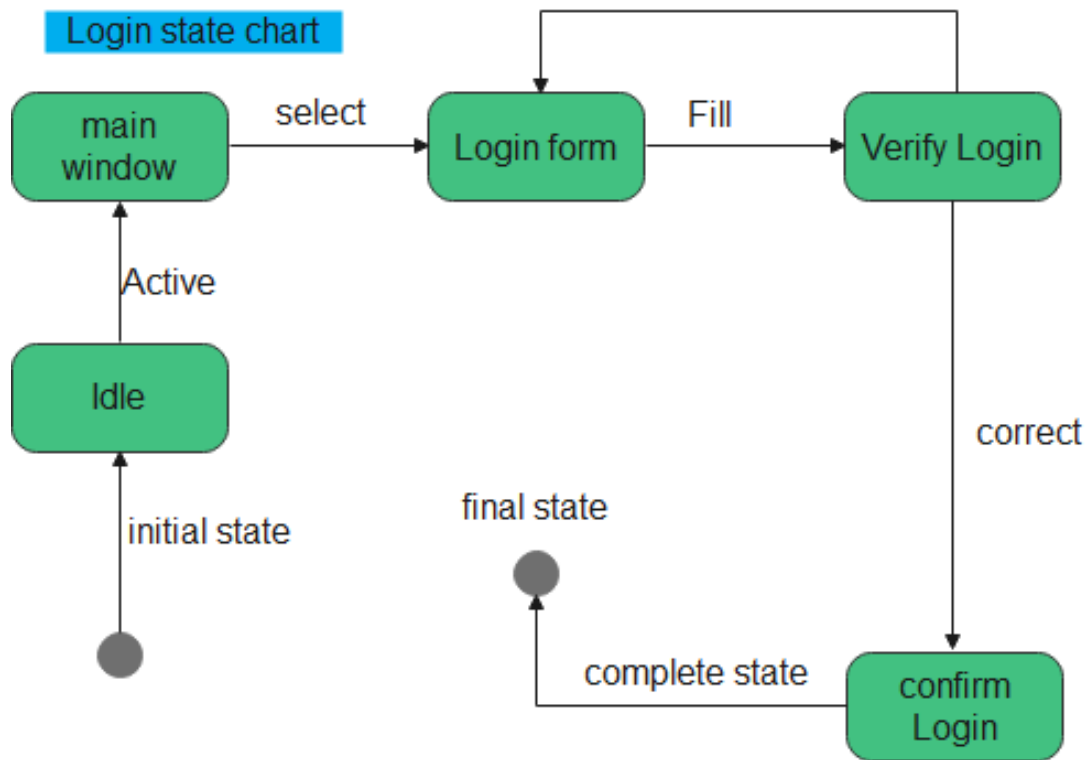 Login state chart
main
window
select
Login form
Fill
Verify Login
Active
Idle
correct
initial state
final state
complete state
confirm
Login